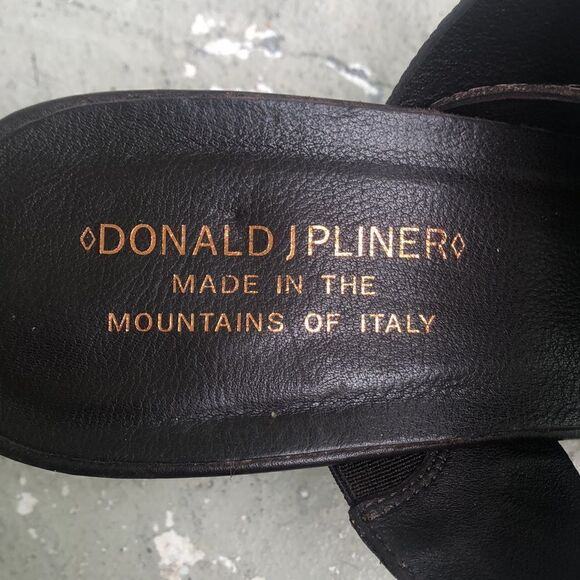 ◊DONALD J PLINER◊
MADE IN THE
MOUNTAINS OF ITALY